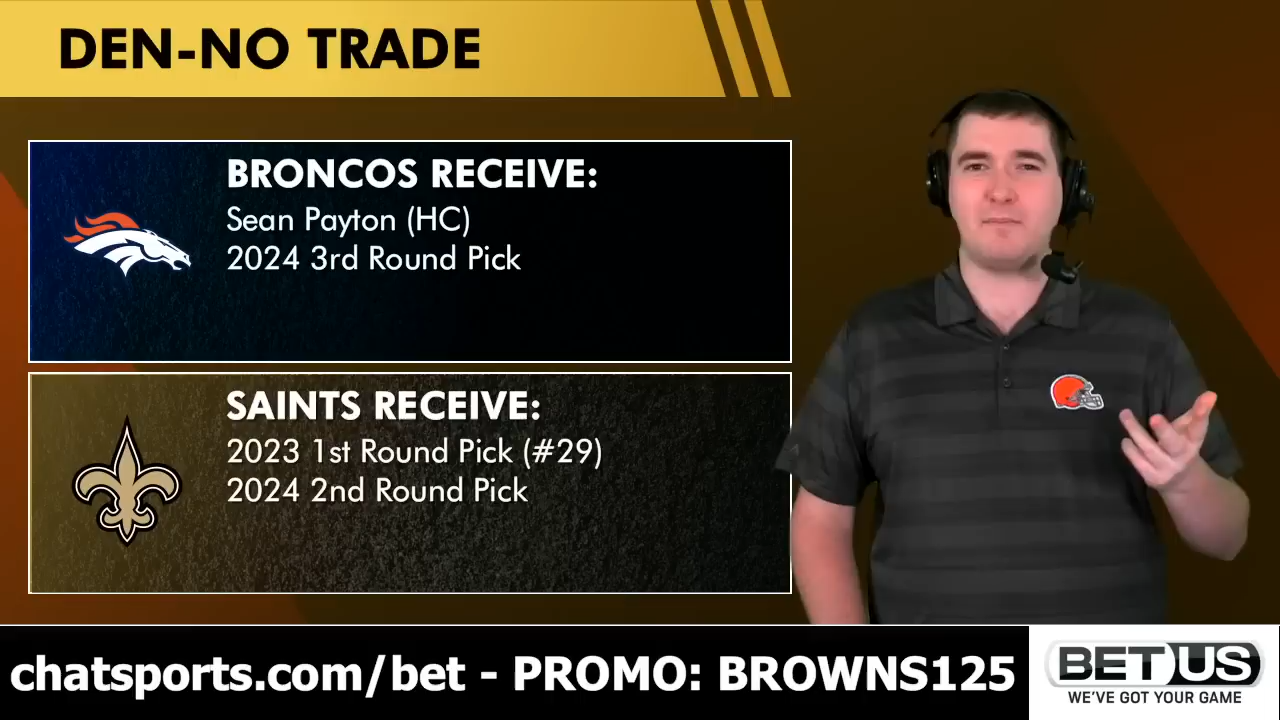 DEN-NO TRADE
BRONCOS RECEIVE:
Sean Payton (HC)
2024 3rd Round Pick
SAINTS RECEIVE:
2023 1st Round Pick (#29)
2024 2nd Round Pick
chatsports.com/bet - PROMO: BROWNS125
BETUS
WE'VE GOT YOUR GAME